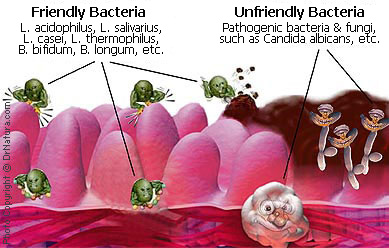 Friendly Bacteria
L. acidophilus, L. salivarius,
L. casei, L. thermophilus,
B. bifidum, B. longum, etc.
Unfriendly Bacteria
Pathogenic bacteria & fungi,
such as Candida albicans, etc.
Photo Copyright @ DrNatura.com